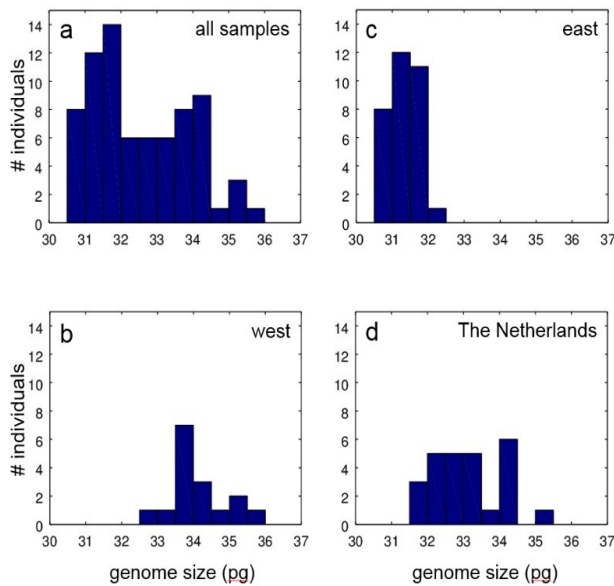 a
all samples
# individuals
14
12
10
8
6
4
2
0
30 31 32 33 34 35 36 37
c
east
14
12
10
8
6
4
2
0
30 31 32 33 34 35 36 37
b
west
# individuals
14
12
10
8
6
4
2
0
30 31 32 33 34 35 36 37
genome size (pg)
d
The Netherlands
14
12
10
8
6
4
2
0
30 31 32 33 34 35 36 37
genome size (pg)